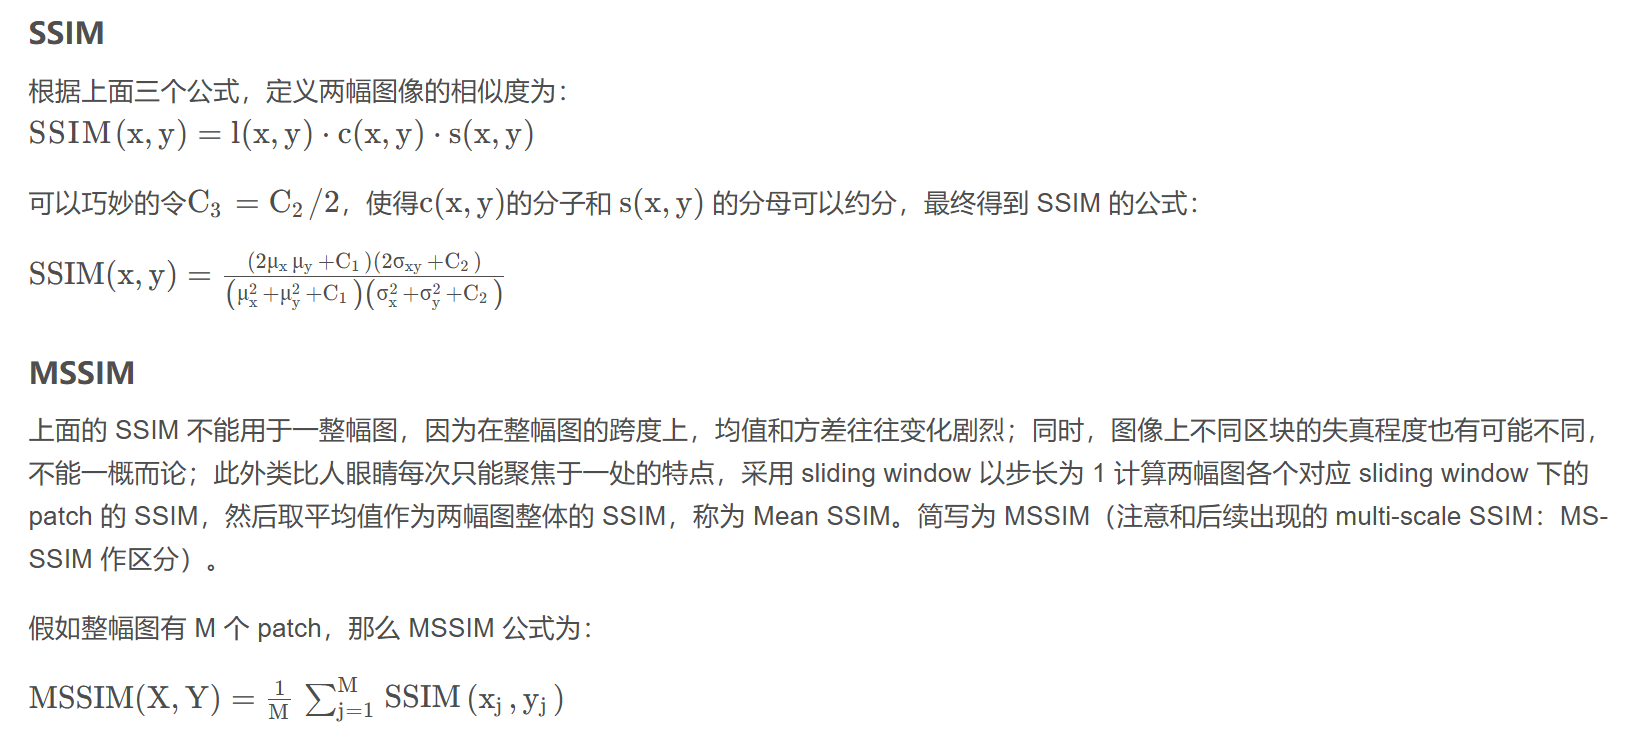 SSIM
根据上面三个公式，定义两幅图像的相似度为：
SSIM(x, y) = l(x, y) · c(x, y) · s(x, y)
可以巧妙的令C₃ = C₂/2，使得c(x, y)的分子和 s(x, y) 的分母可以约分，最终得到 SSIM 的公式：
SSIM(x, y) = (2μₓμ_y+C₁)(2σ_xy+C₂) / (μₓ²+μ_y²+C₁)(σₓ²+σ_y²+C₂)
MSSIM
上面的 SSIM 不能用于一整幅图，因为在整幅图的跨度上，均值和方差往往变化剧烈；同时，图像上不同区块的失真程度也有可能不同，
不能一概而论；此外类比人眼睛每次只能聚焦于一处的特点，采用 sliding window 以步长为 1 计算两幅图各个对应 sliding window 下的
patch 的 SSIM，然后取平均值作为两幅图整体的 SSIM，称为 Mean SSIM。简写为 MSSIM（注意和后续出现的 multi-scale SSIM：MS-
SSIM 作区分）。
假如整幅图有 M 个 patch，那么 MSSIM 公式为：
MSSIM(X, Y) = 1/M ∑_{j=1}^{M} SSIM(x_j, y_j)